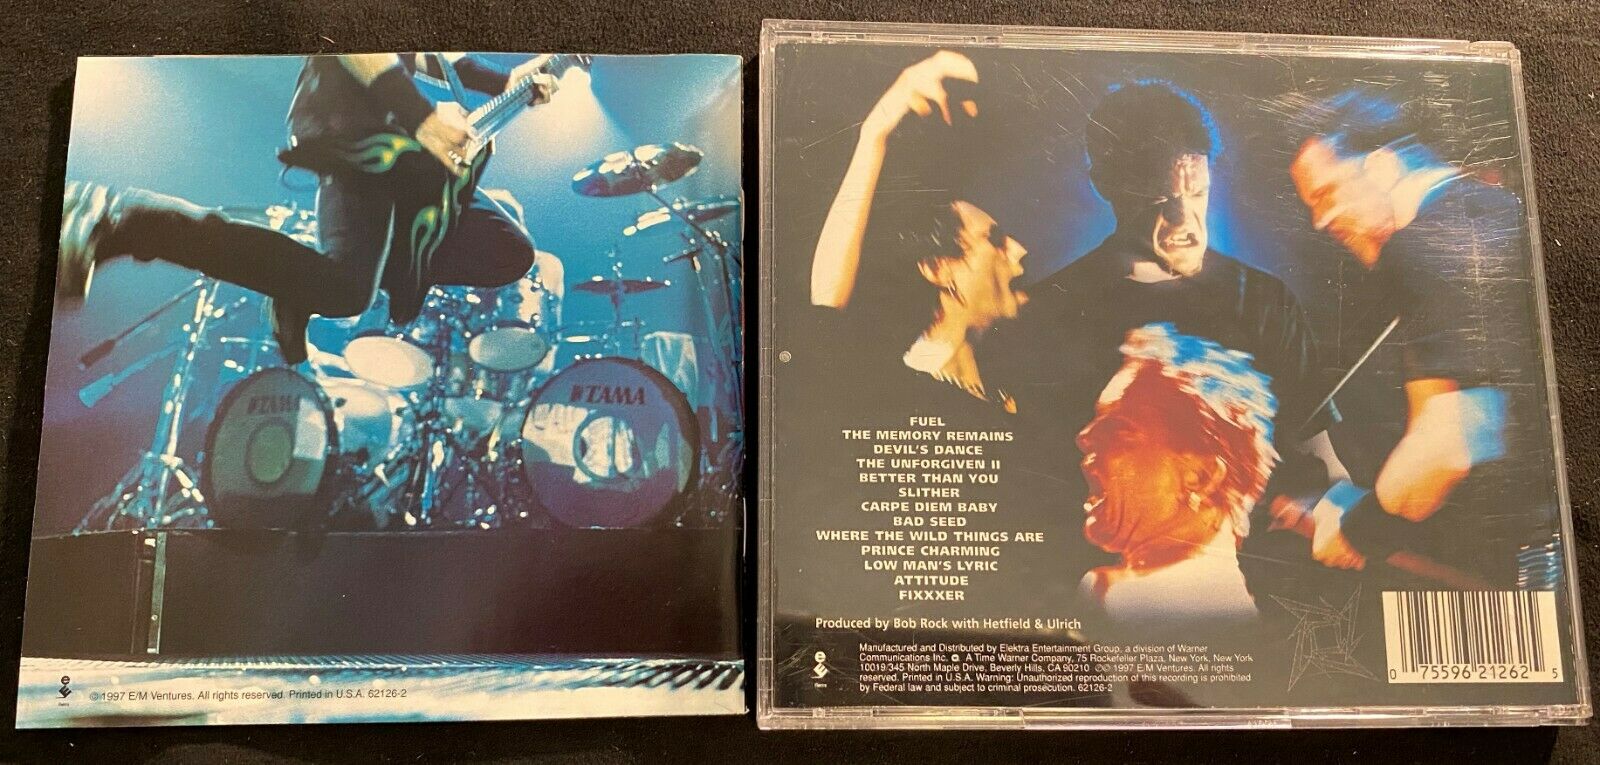 TAMA
TAMA
© 1997 E/M Ventures. All rights reserved. Printed in U.S.A. 62126-2
FUEL
THE MEMORY REMAINS
DEVIL'S DANCE
THE UNFORGIVEN II
BETTER THAN YOU
SLITHER
CARPE DIEM BABY
BAD SEED
WHERE THE WILD THINGS ARE
PRINCE CHARMING
LOW MAN'S LYRIC
ATTITUDE
FIXXXER
Produced by Bob Rock with Hetfield & Ulrich
Manufactured and Distributed by Elektra Entertainment Group, a division of Warner
Communications Inc. A Time Warner Company, 75 Rockefeller Plaza, New York, New York
10019/345 North Maple Drive, Beverly Hills, CA 90210 ℗© 1997 E/M Ventures. All rights
reserved. Printed in U.S.A. Warning: Unauthorized reproduction of this recording is prohibited
by Federal law and subject to criminal prosecution. 62126-2
0 75596 21262 5